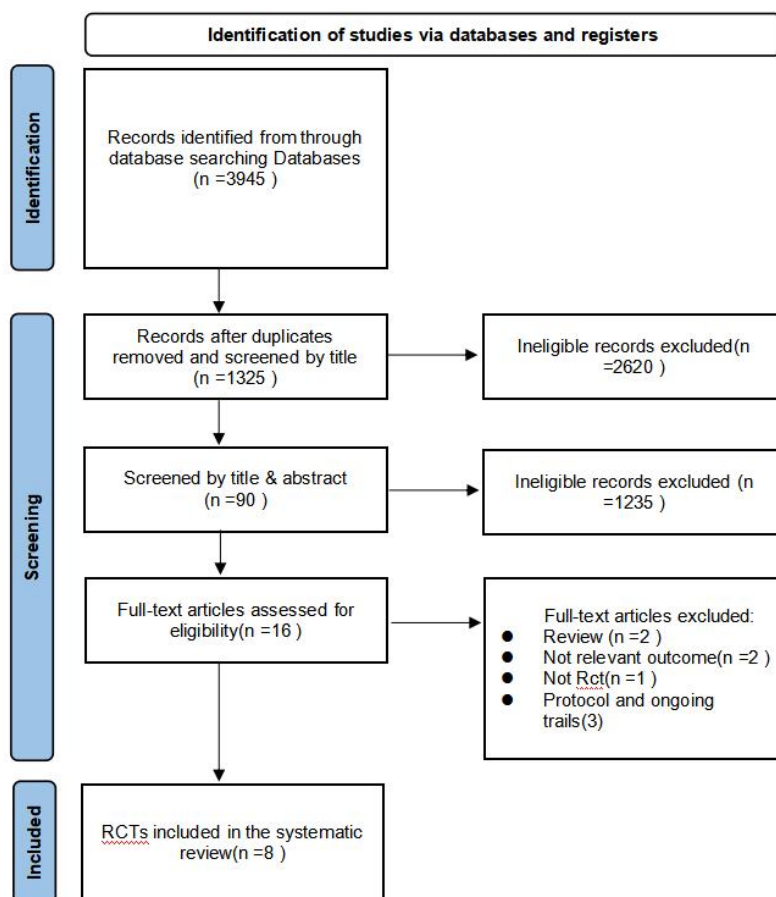 Identification of studies via databases and registers
Identification
Records identified from through
database searching Databases
(n =3945 )
Screening
Records after duplicates
removed and screened by title
(n =1325 )
Ineligible records excluded(n
=2620 )
Screened by title & abstract
(n =90 )
Ineligible records excluded (n
=1235 )
Full-text articles assessed for
eligibility(n =16 )
Full-text articles excluded:
● Review (n =2 )
● Not relevant outcome(n =2 )
● Not Rct(n =1 )
● Protocol and ongoing
trails(3)
Included
RCTs included in the systematic
review(n =8 )